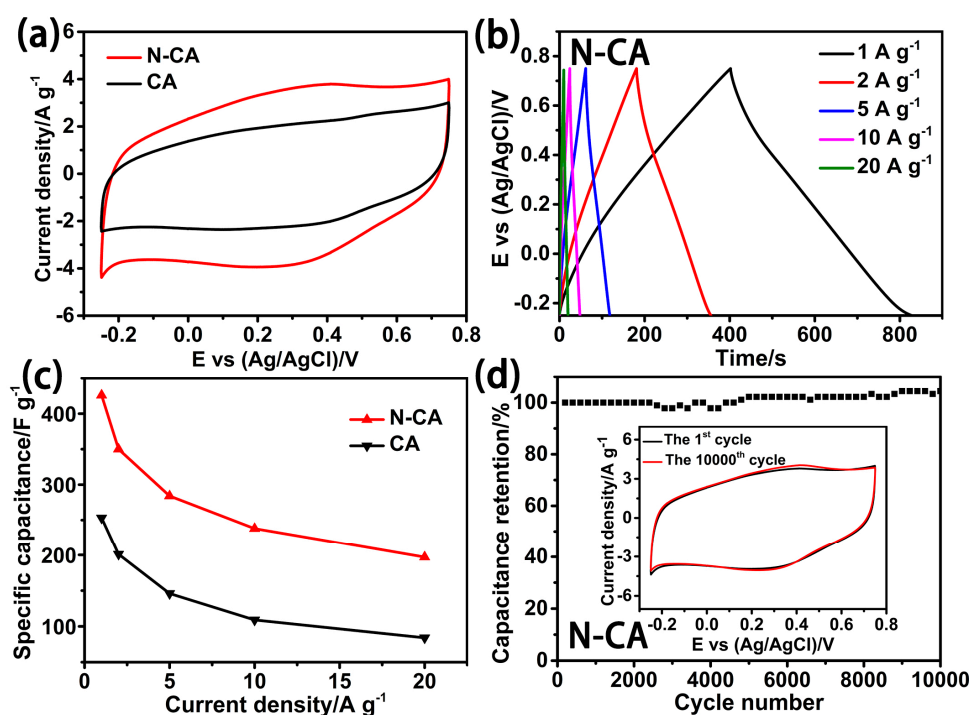 (a)
N-CA
CA
Current density/A g⁻¹
6
4
2
0
-2
-4
-6
-0.2 0.0 0.2 0.4 0.6 0.8
E vs (Ag/AgCl)/V
(b)
N-CA
1 A g⁻¹
2 A g⁻¹
5 A g⁻¹
10 A g⁻¹
20 A g⁻¹
E vs (Ag/AgCl)/V
0.8
0.4
0.0
-0.2
0 200 400 600 800
Time/s
(c)
N-CA
CA
Specific capacitance/F g⁻¹
400
350
300
250
200
150
100
0 5 10 15 20
Current density/A g⁻¹
(d)
Capacitance retention/%
100
80
60
40
20
0
The 1ˢᵗ cycle
The 10000ᵗʰ cycle
Current density/A g⁻¹
6
3
0
-3
-6
-0.2 0.0 0.2 0.4 0.6 0.8
E vs (Ag/AgCl)/V
N-CA
0 2000 4000 6000 8000 10000
Cycle number